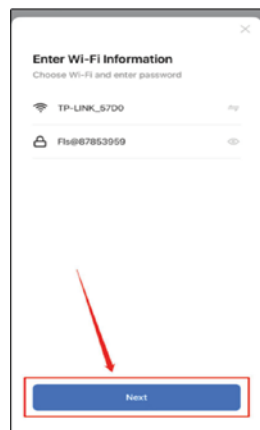 Enter Wi-Fi Information
Choose Wi-Fi and enter password
TP-LINK_57D0
Fls@67853959
Next